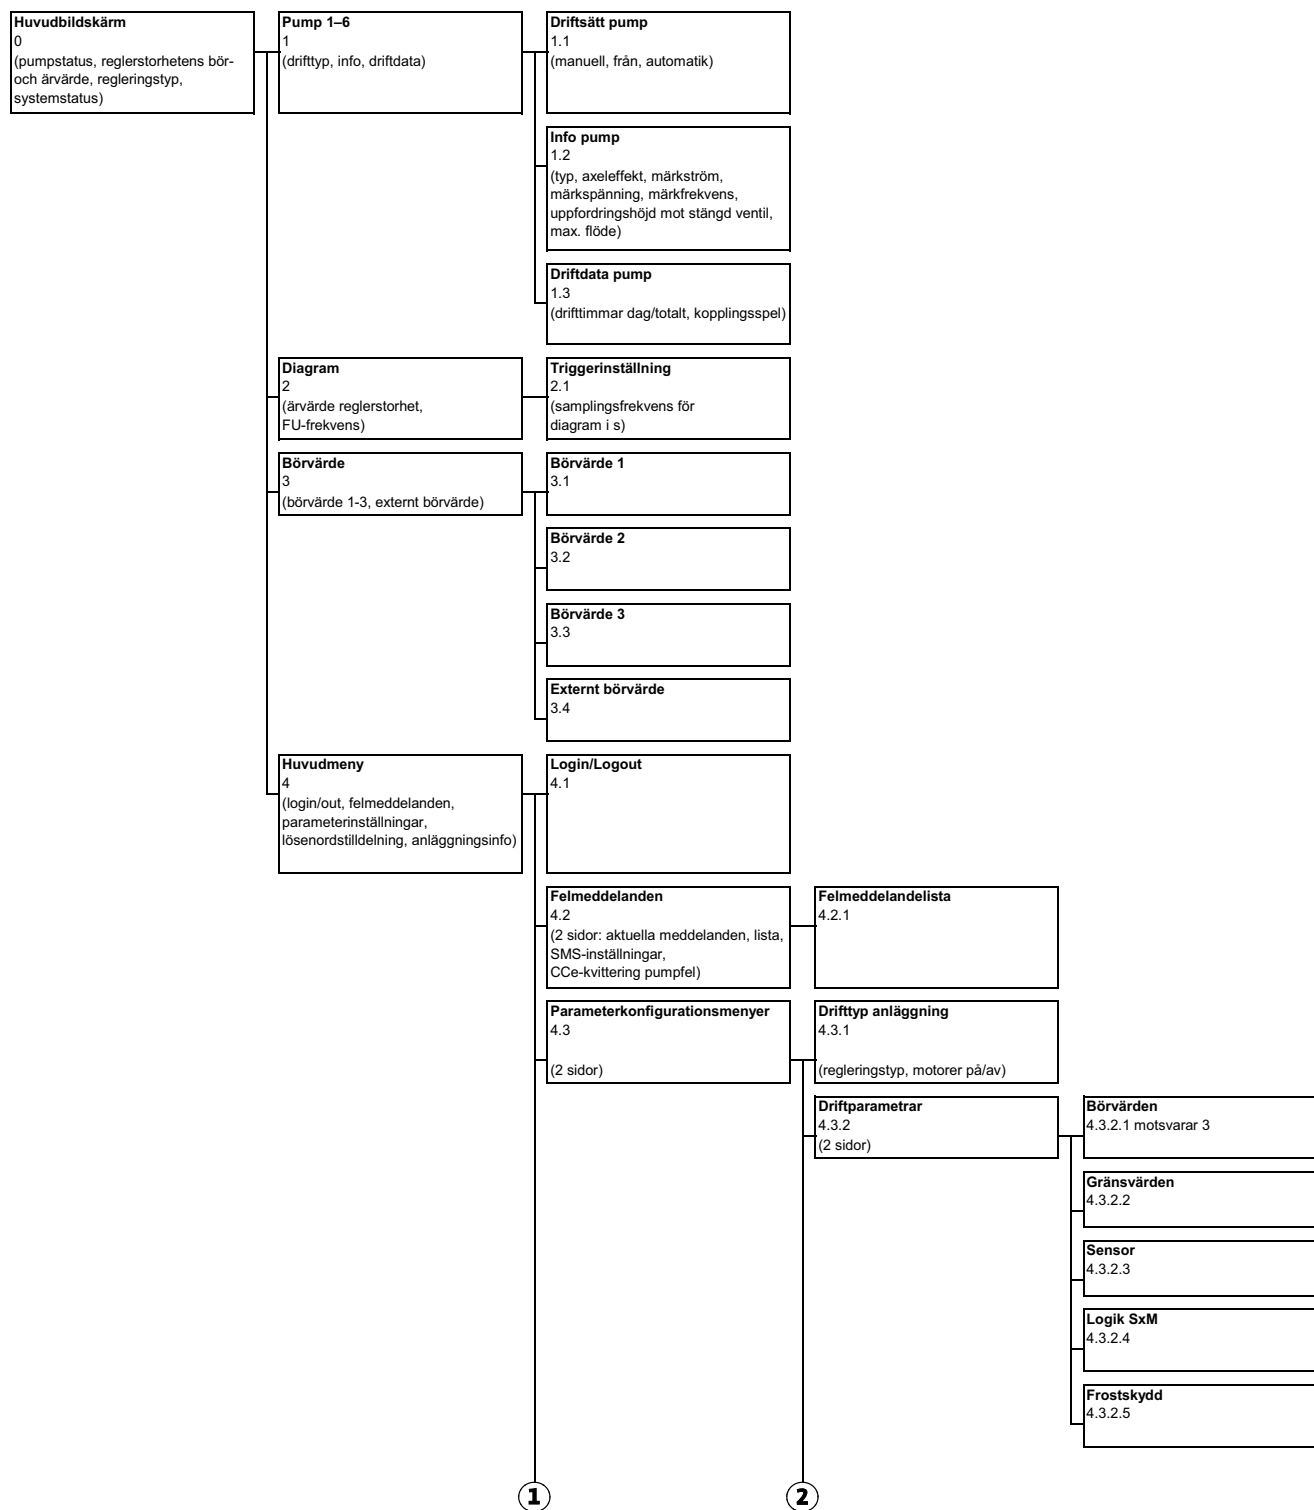 Huvudbildskärm
0
(pumpstatus, reglerstorhetens bör-
och ärvärde, regleringstyp,
systemstatus)
Pump 1–6
1
(drifttyp, info, driftdata)
Driftsätt pump
1.1
(manuell, från, automatik)
Info pump
1.2
(typ, axeleffekt, märkström,
märkspänning, märkfrekvens,
uppfordringshöjd mot stängd ventil,
max. flöde)
Driftdata pump
1.3
(drifttimmar dag/totalt, kopplingsspel)
Diagram
2
(ärvärde reglerstorhet,
FU-frekvens)
Triggerinställning
2.1
(samplingsfrekvens för
diagram i s)
Börvärde
3
(börvärde 1-3, externt börvärde)
Börvärde 1
3.1
Börvärde 2
3.2
Börvärde 3
3.3
Externt börvärde
3.4
Huvudmeny
4
(login/out, felmeddelanden,
parameterinställningar,
lösenordstilldelning, anläggningsinfo)
Login/Logout
4.1
Felmeddelanden
4.2
(2 sidor: aktuella meddelanden, lista,
SMS-inställningar,
CCe-kvittering pumpfel)
Felmeddelandelista
4.2.1
Parameterkonfigurationsmenyer
4.3
(2 sidor)
Drifttyp anläggning
4.3.1
(regleringstyp, motorer på/av)
Driftparametrar
4.3.2
(2 sidor)
Börvärden
4.3.2.1 motsvarar 3
Gränsvärden
4.3.2.2
Sensor
4.3.2.3
Logik SxM
4.3.2.4
Frostskydd
4.3.2.5
1
2